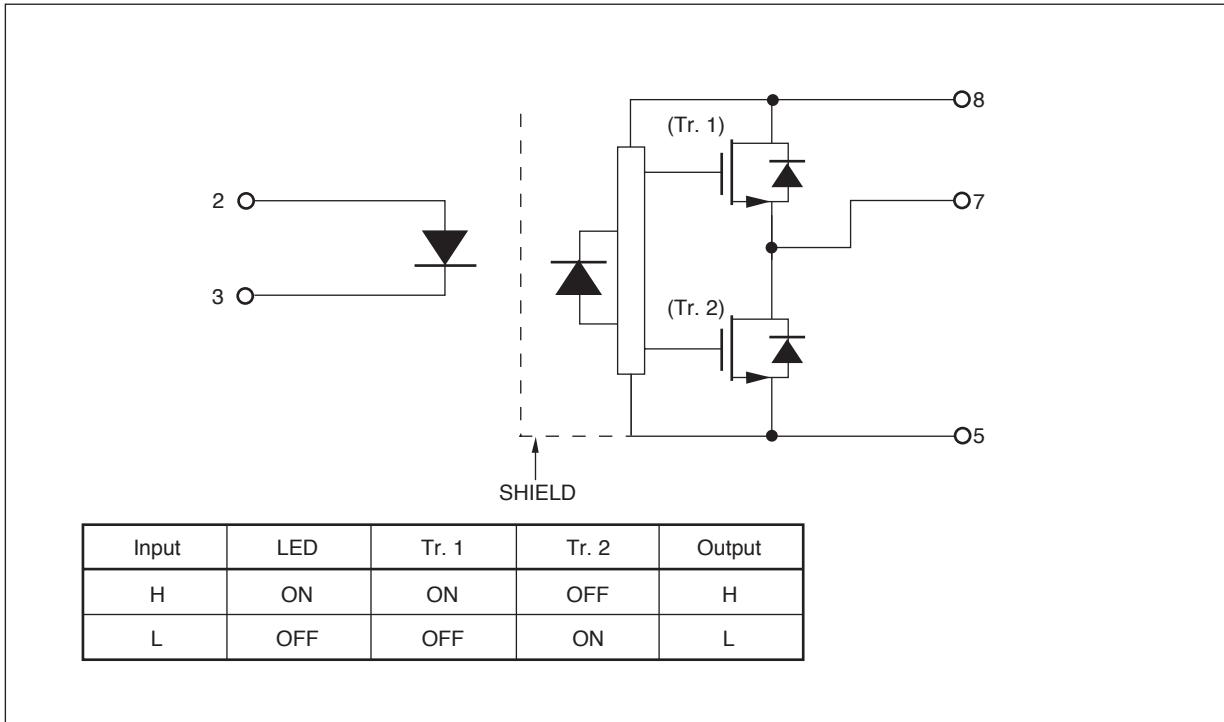 8
(Tr. 1)
2
7
3
(Tr. 2)
5
SHIELD
Input LED Tr. 1 Tr. 2 Output
H ON ON OFF H
L OFF OFF ON L